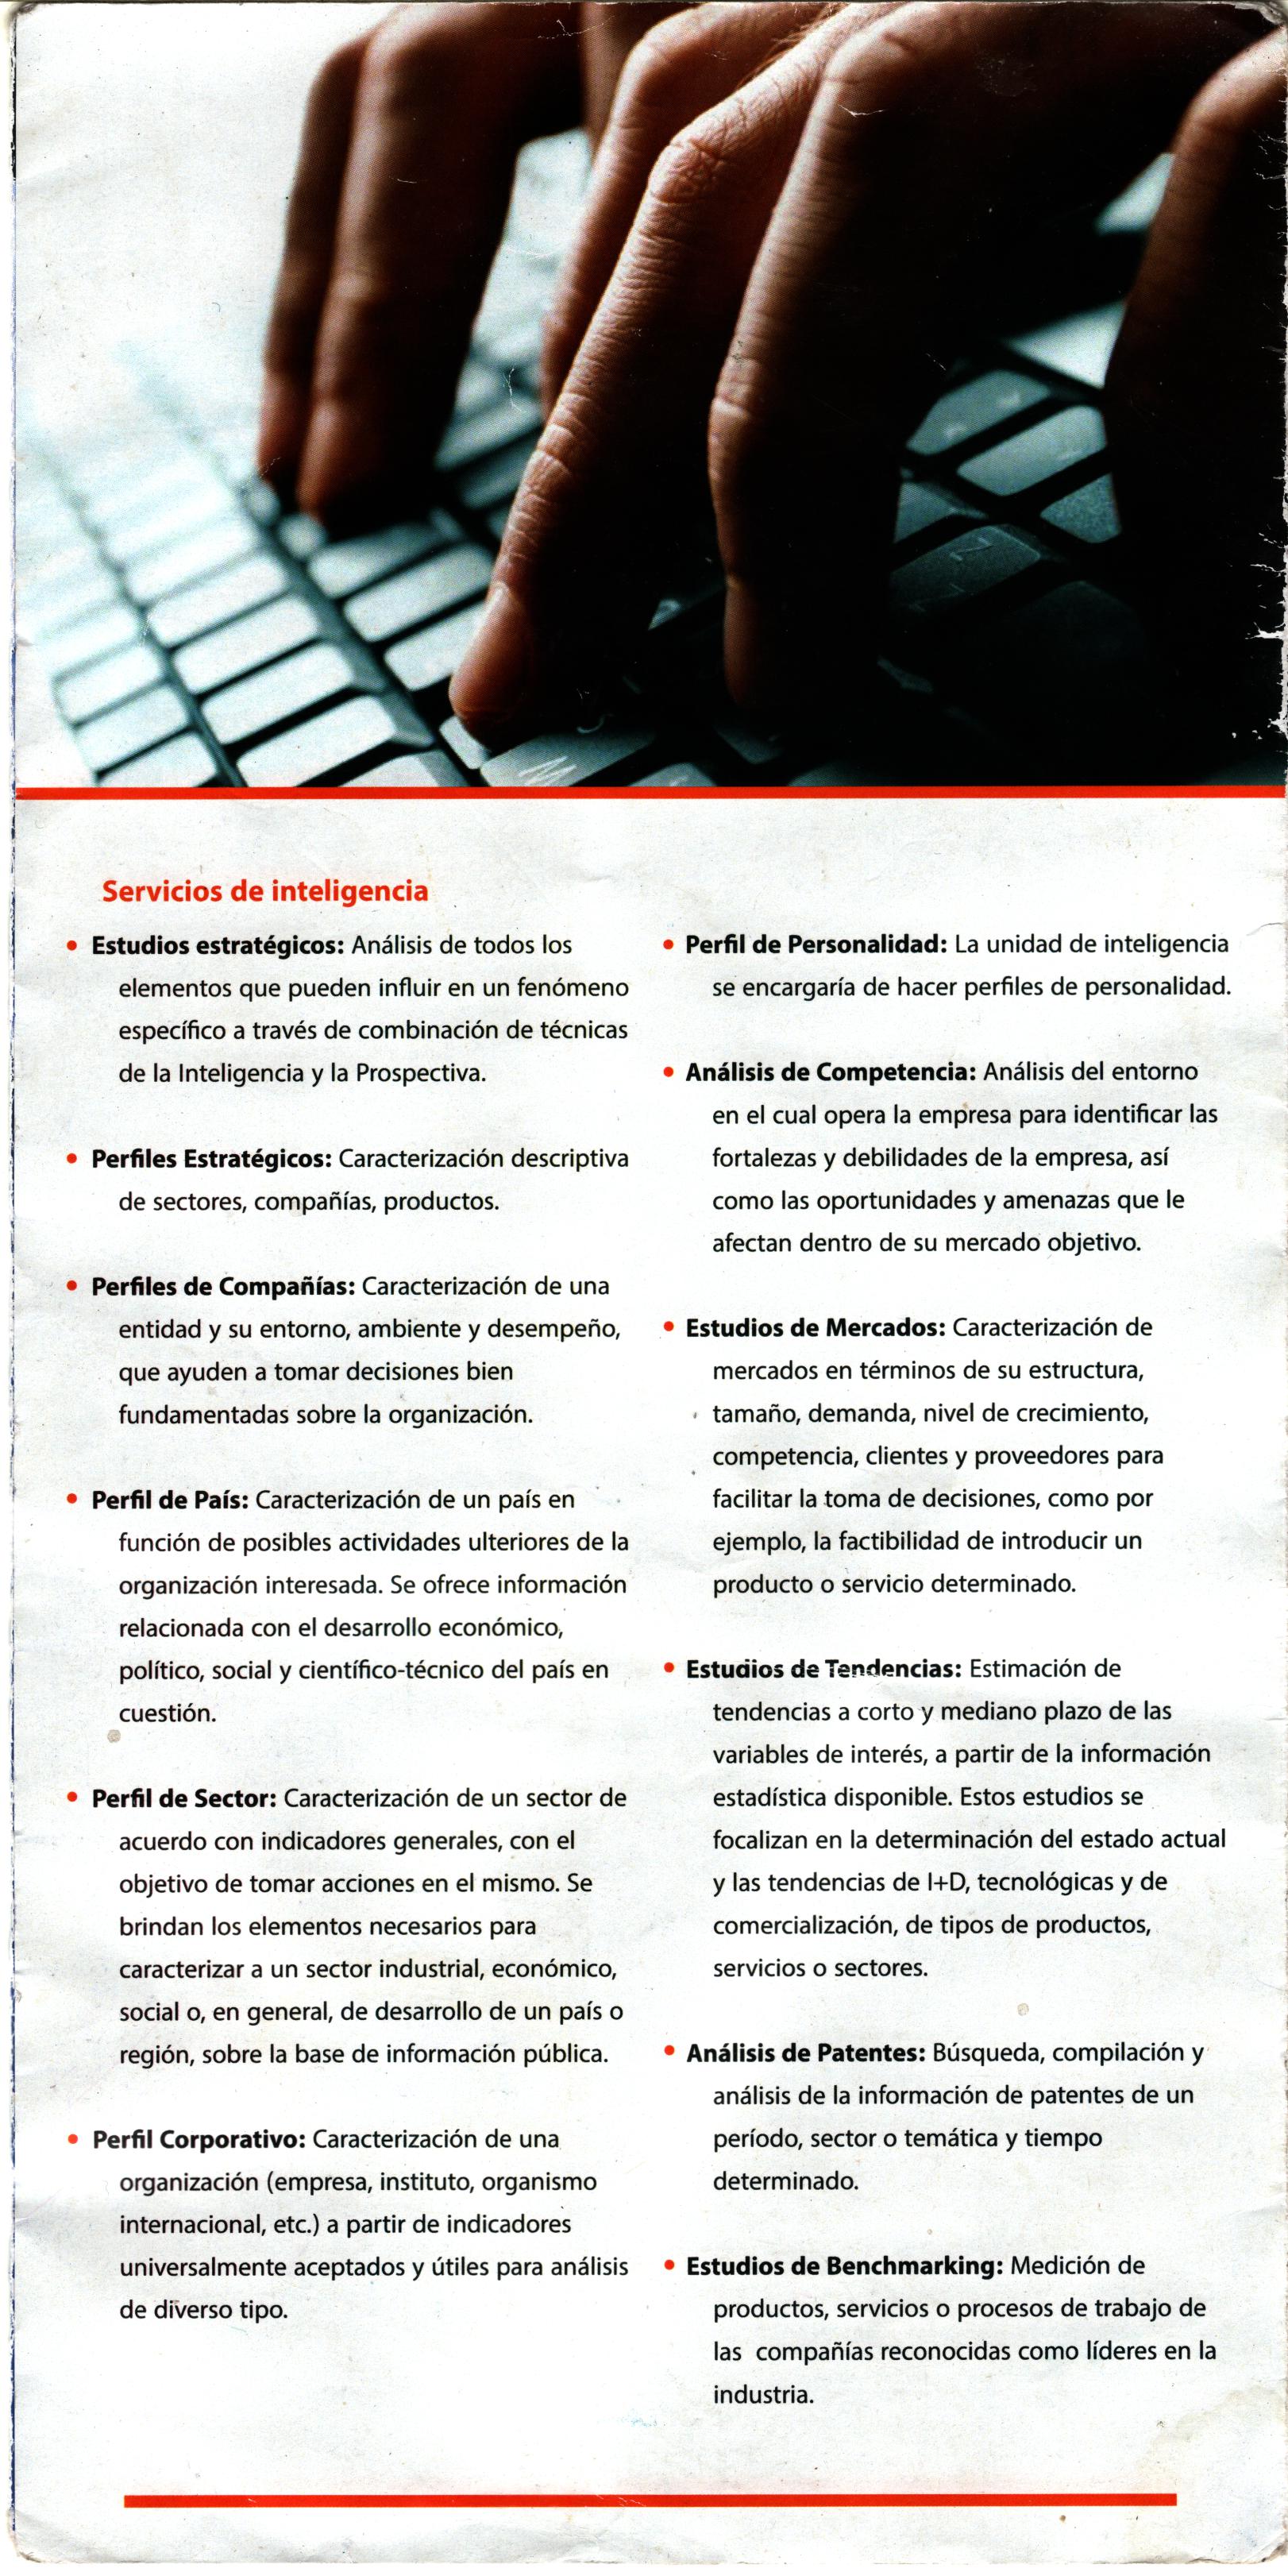 Servicios de inteligencia
• Estudios estratégicos: Análisis de todos los
elementos que pueden influir en un fenómeno
específico a través de combinación de técnicas
de la Inteligencia y la Prospectiva.
• Perfiles Estratégicos: Caracterización descriptiva
de sectores, compañías, productos.
• Perfiles de Compañías: Caracterización de una
entidad y su entorno, ambiente y desempeño,
que ayuden a tomar decisiones bien
fundamentadas sobre la organización.
• Perfil de País: Caracterización de un país en
función de posibles actividades ulteriores de la
organización interesada. Se ofrece información
relacionada con el desarrollo económico,
político, social y científico-técnico del país en
cuestión.
• Perfil de Sector: Caracterización de un sector de
acuerdo con indicadores generales, con el
objetivo de tomar acciones en el mismo. Se
brindan los elementos necesarios para
caracterizar a un sector industrial, económico,
social o, en general, de desarrollo de un país o
región, sobre la base de información pública.
• Perfil Corporativo: Caracterización de una
organización (empresa, instituto, organismo
internacional, etc.) a partir de indicadores
universalmente aceptados y útiles para análisis
de diverso tipo.
• Perfil de Personalidad: La unidad de inteligencia
se encargaría de hacer perfiles de personalidad.
• Análisis de Competencia: Análisis del entorno
en el cual opera la empresa para identificar las
fortalezas y debilidades de la empresa, así
como las oportunidades y amenazas que le
afectan dentro de su mercado objetivo.
• Estudios de Mercados: Caracterización de
mercados en términos de su estructura,
tamaño, demanda, nivel de crecimiento,
competencia, clientes y proveedores para
facilitar la toma de decisiones, como por
ejemplo, la factibilidad de introducir un
producto o servicio determinado.
• Estudios de Tendencias: Estimación de
tendencias a corto y mediano plazo de las
variables de interés, a partir de la información
estadística disponible. Estos estudios se
focalizan en la determinación del estado actual
y las tendencias de I+D, tecnológicas y de
comercialización, de tipos de productos,
servicios o sectores.
• Análisis de Patentes: Búsqueda, compilación y
análisis de la información de patentes de un
período, sector o temática y tiempo
determinado.
• Estudios de Benchmarking: Medición de
productos, servicios o procesos de trabajo de
las compañías reconocidas como líderes en la
industria.